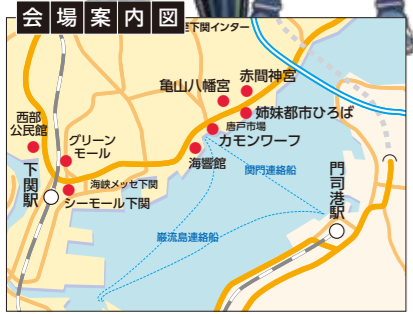 会場案内図
下関インター
赤間神宮
亀山八幡宮
姉妹都市ひろば
唐戸市場
カモンワーフ
西部
公民館
グリーン
モール
海響館
関門連絡船
門司港駅
下関駅
海峡メッセ下関
シーモール下関
巌流島連絡船